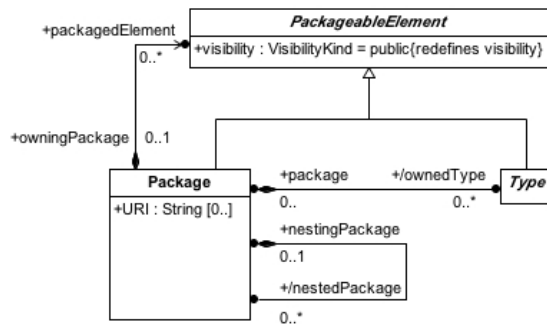 PackageableElement
+packagedElement
+visibility : VisibilityKind = public{redefines visibility}
0..*
+owningPackage
0..1
Package
+package
+/ownedType
Type
+URI : String [0..]
0..
0..*
+nestingPackage
0..1
+/nestedPackage
0..*